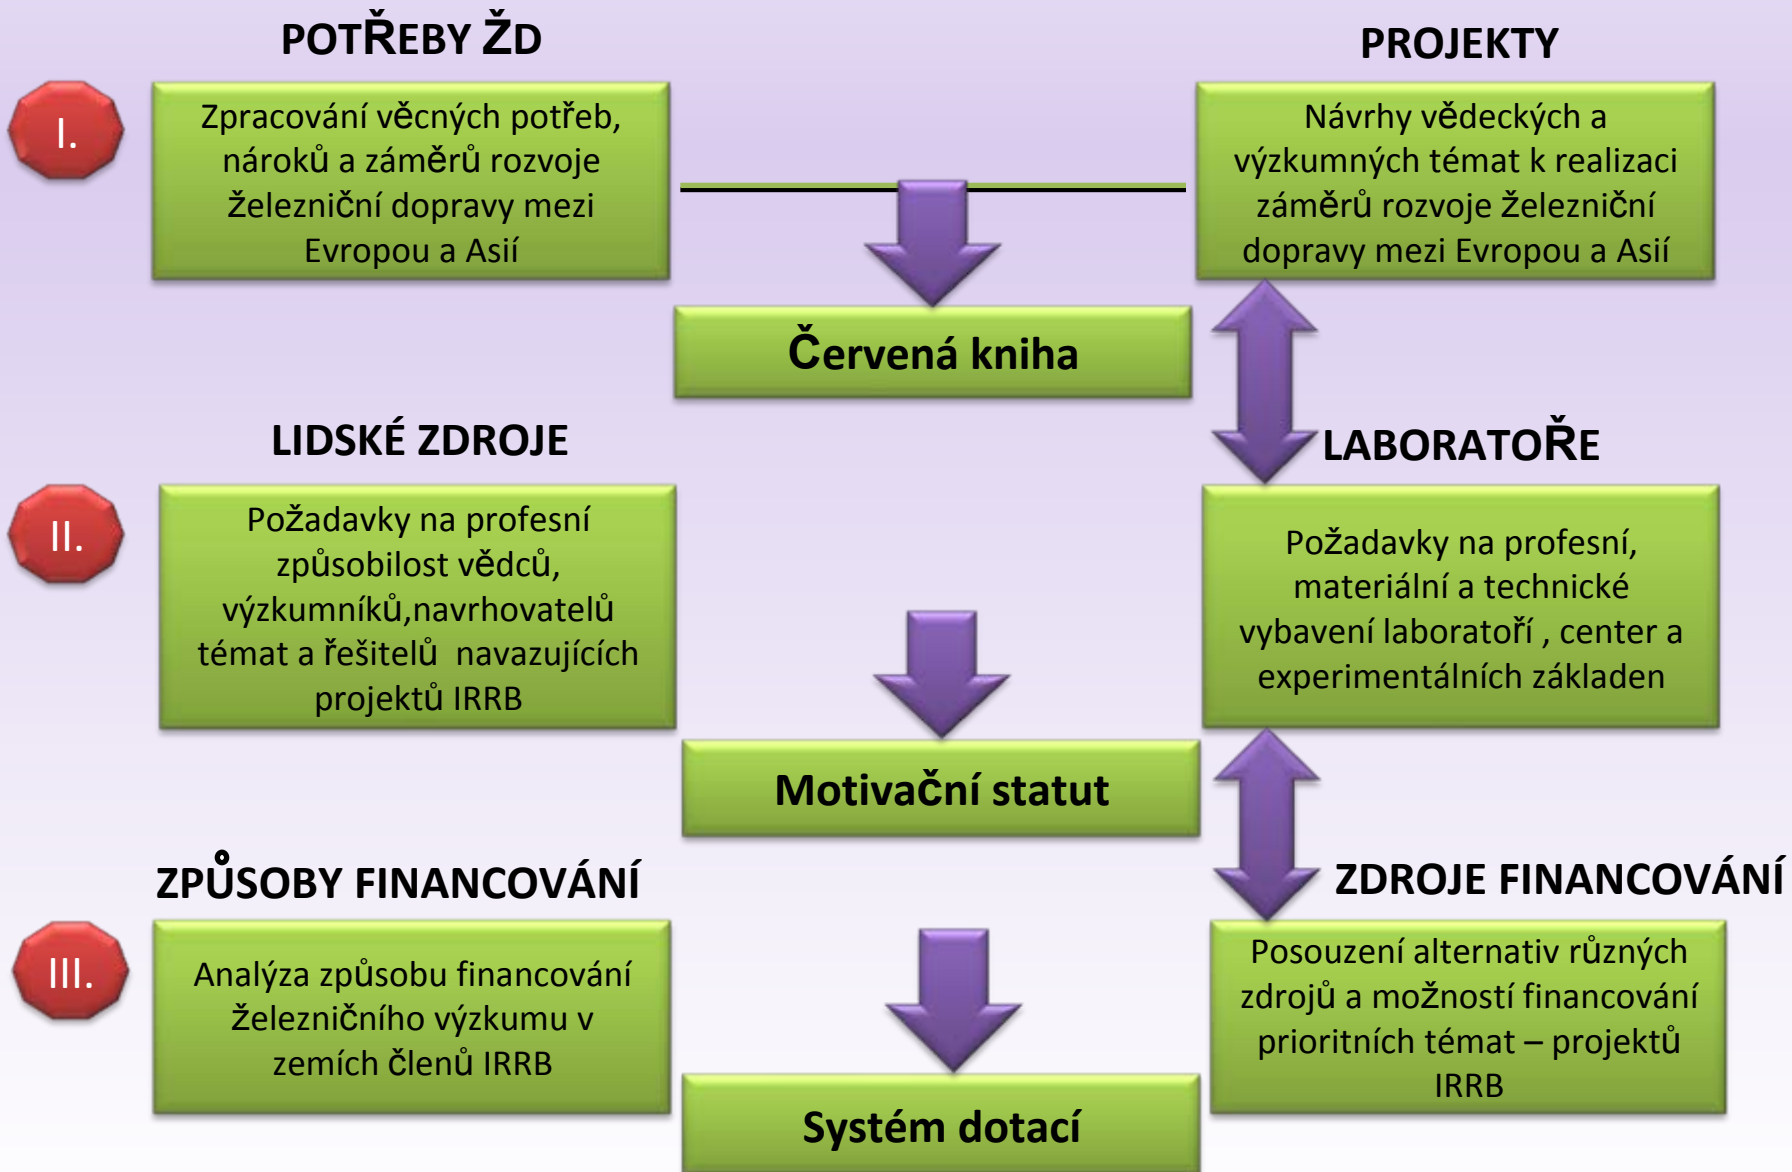 POTŘEBY ŽD
PROJEKTY
I.
Zpracování věcných potřeb,
nároků a záměrů rozvoje
železniční dopravy mezi
Evropou a Asií
Návrhy vědeckých a
výzkumných témat k realizaci
záměrů rozvoje železniční
dopravy mezi Evropou a Asií
Červená kniha
LIDSKÉ ZDROJE
LABORATOŘE
II.
Požadavky na profesní
způsobilost vědců,
výzkumníků,navrhovatelů
témat a řešitelů navazujících
projektů IRRB
Požadavky na profesní,
materiální a technické
vybavení laboratoří , center a
experimentálních základen
Motivační statut
ZPŮSOBY FINANCOVÁNÍ
ZDROJE FINANCOVÁNÍ
III.
Analýza způsobu financování
železničního výzkumu v
zemích členů IRRB
Posouzení alternativ různých
zdrojů a možností financování
prioritních témat – projektů
IRRB
Systém dotací